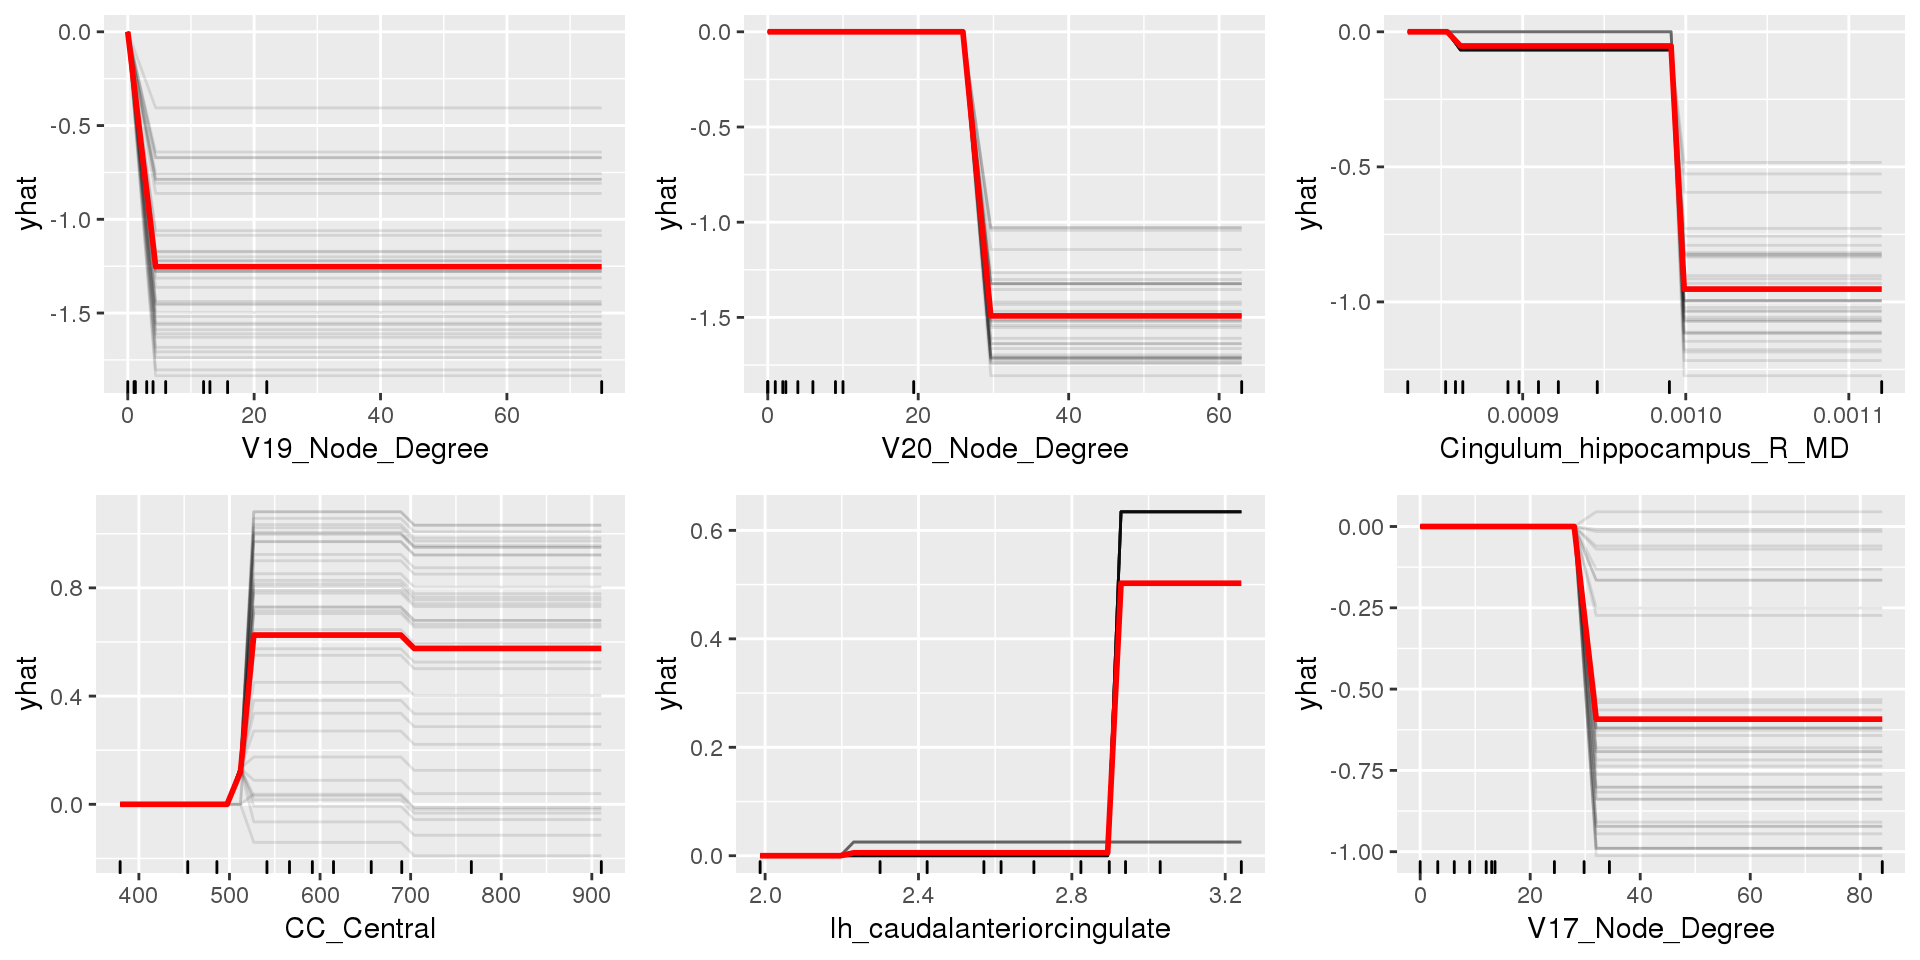 yhat
0.0
-0.5
-1.0
-1.5
0 20 40 60
V19_Node_Degree
yhat
0.0
-0.5
-1.0
-1.5
0 20 40 60
V20_Node_Degree
yhat
0.0
-0.5
-1.0
0.0009 0.0010 0.0011
Cingulum_hippocampus_R_MD
yhat
0.8
0.4
0.0
400 500 600 700 800 900
CC_Central
yhat
0.6
0.4
0.2
0.0
2.0 2.4 2.8 3.2
lh_caudalanteriorcingulate
yhat
0.00
-0.25
-0.50
-0.75
-1.00
0 20 40 60 80
V17_Node_Degree